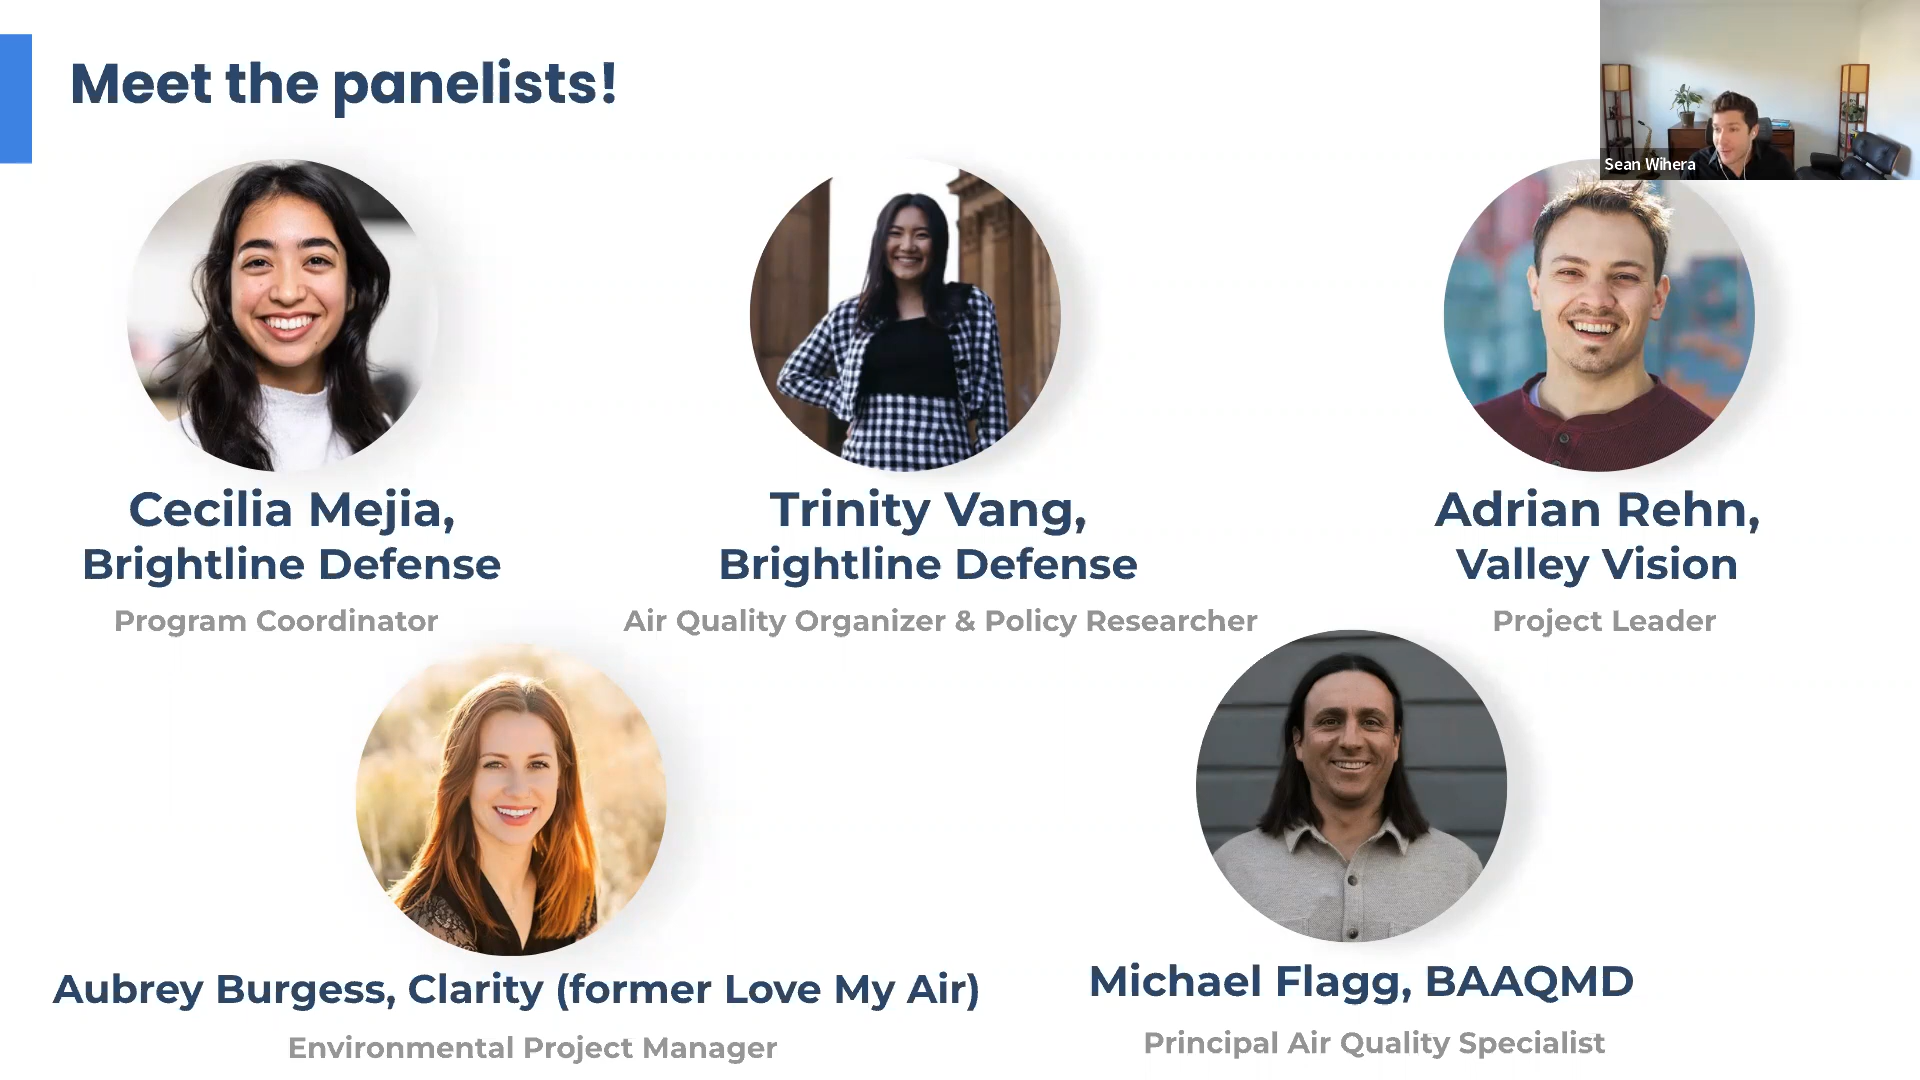 Meet the panelists!
Sean Wihera
Cecilia Mejia,
Brightline Defense
Program Coordinator
Trinity Vang,
Brightline Defense
Air Quality Organizer & Policy Researcher
Adrian Rehn,
Valley Vision
Project Leader
Aubrey Burgess, Clarity (former Love My Air)
Environmental Project Manager
Michael Flagg, BAAQMD
Principal Air Quality Specialist